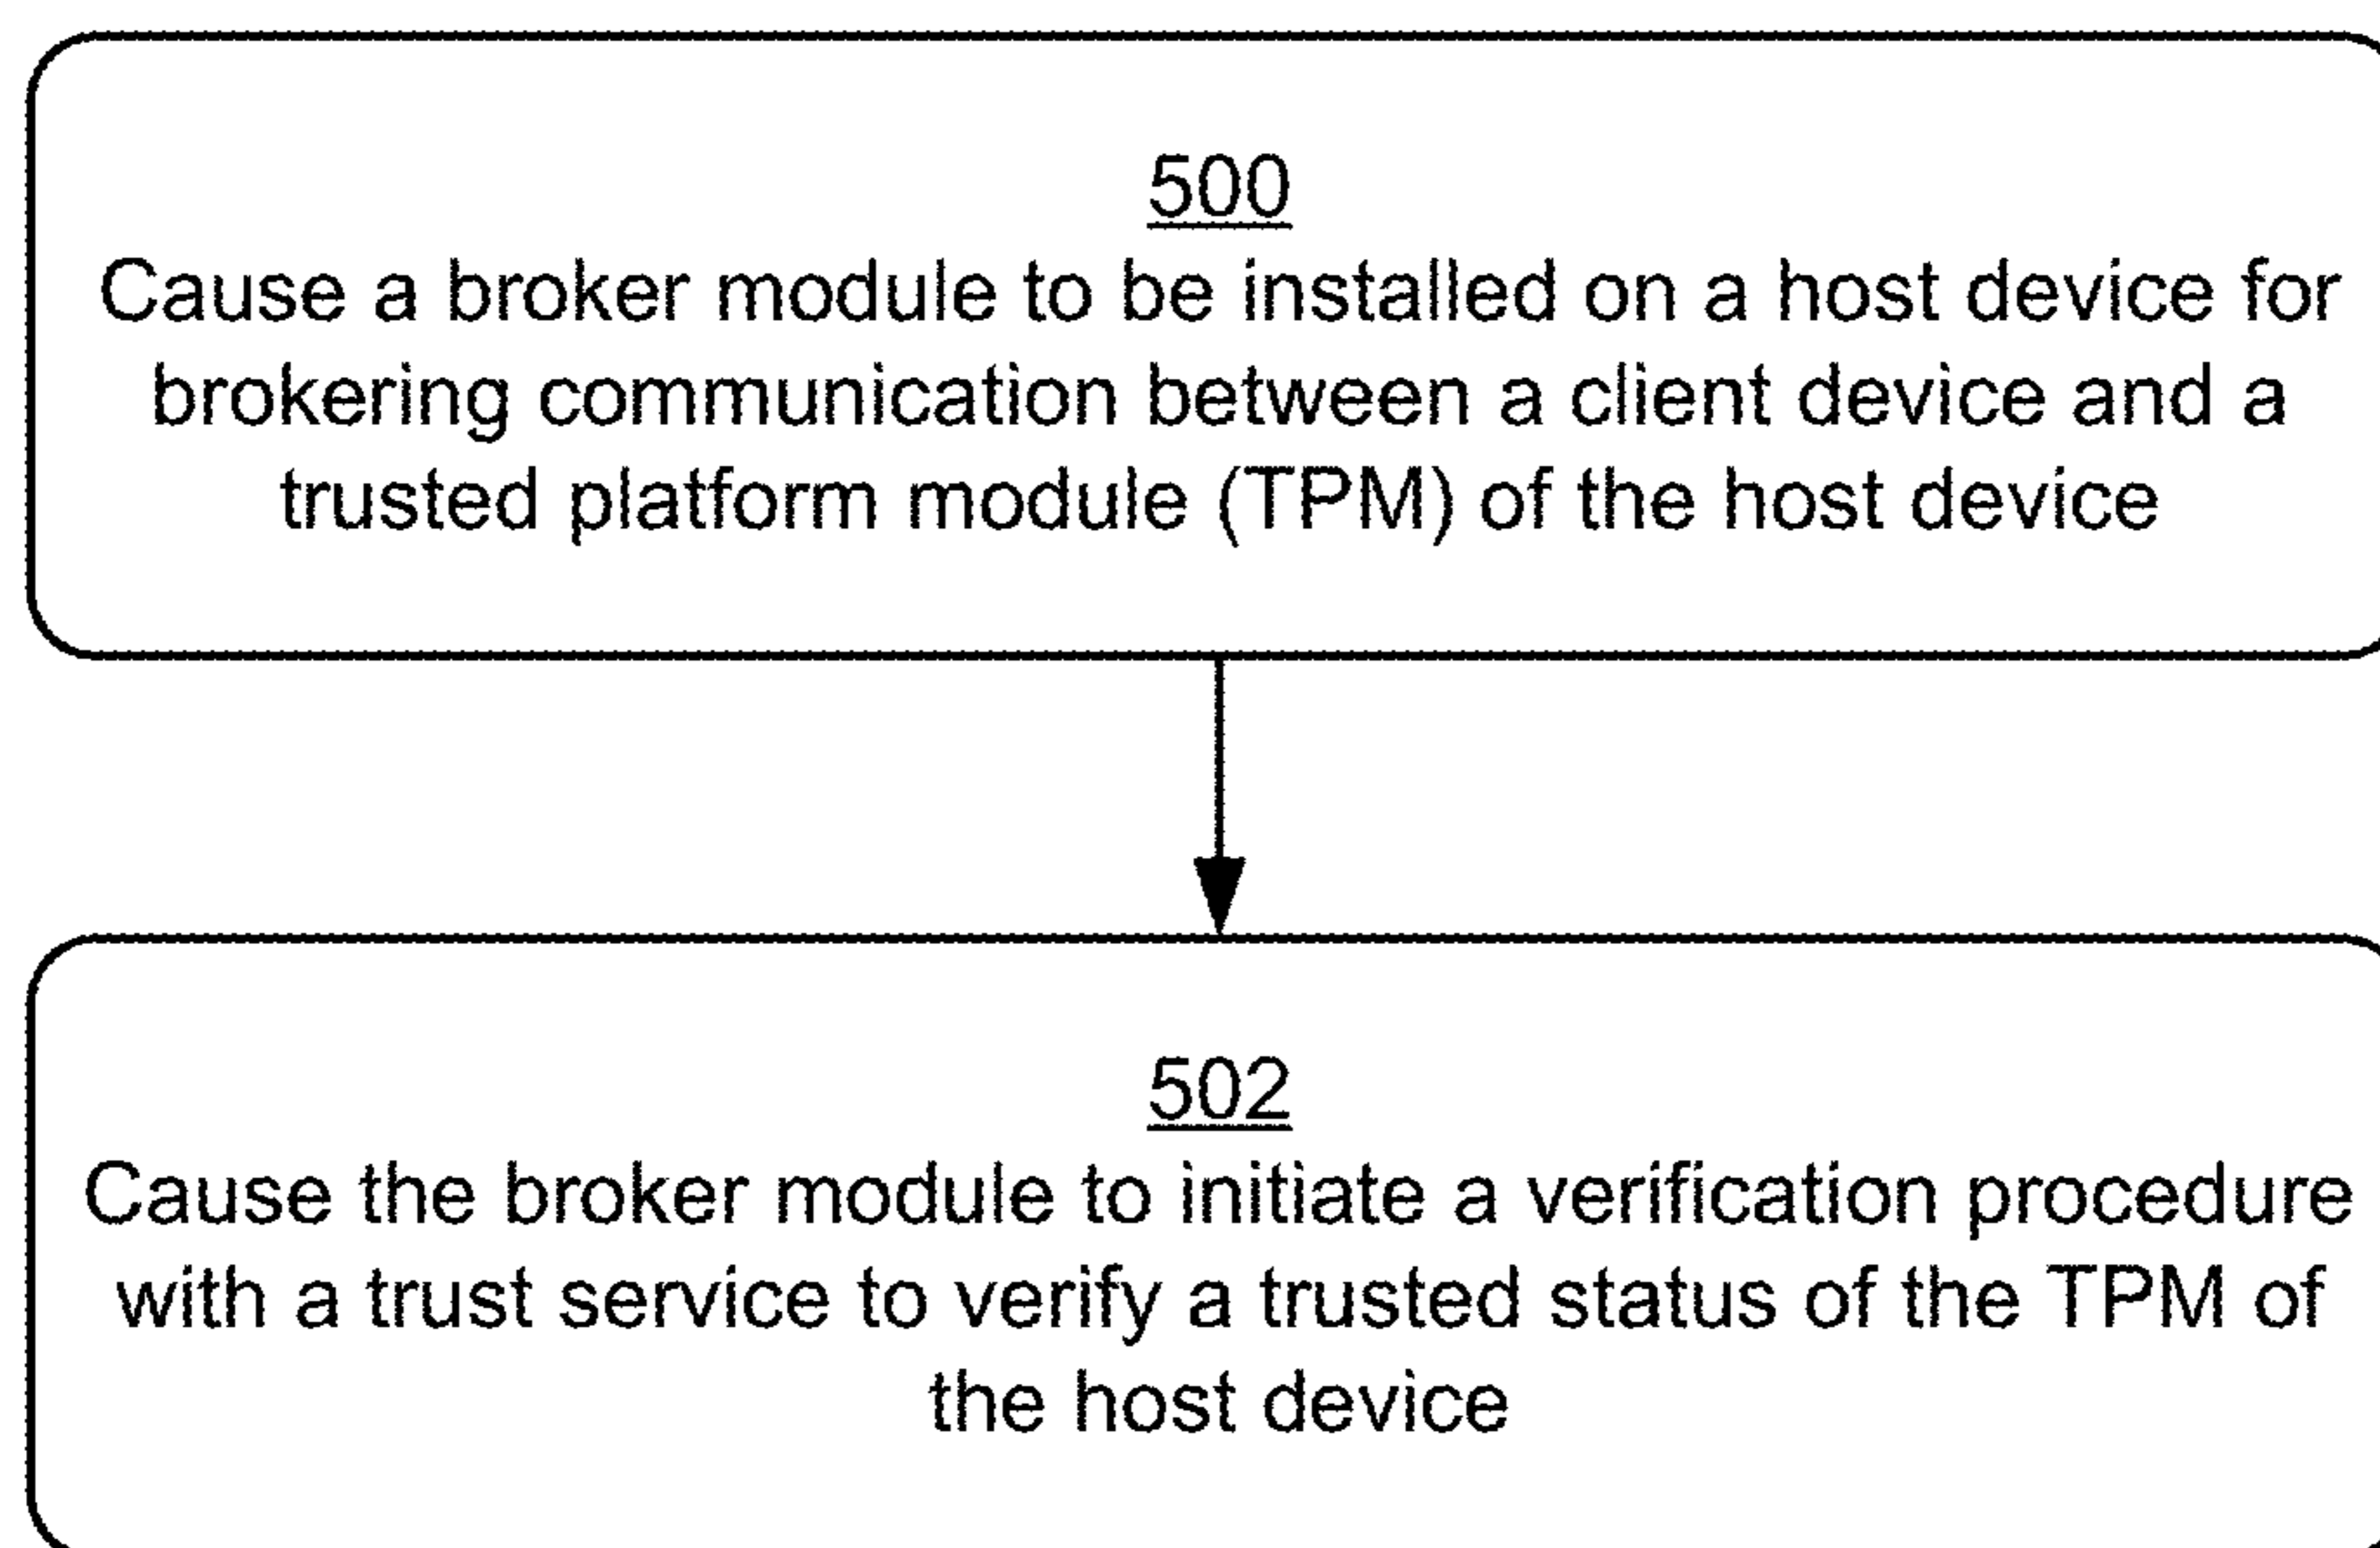 500
Cause a broker module to be installed on a host device for
brokering communication between a client device and a
trusted platform module (TPM) of the host device
502
Cause the broker module to initiate a verification procedure
with a trust service to verify a trusted status of the TPM of
the host device